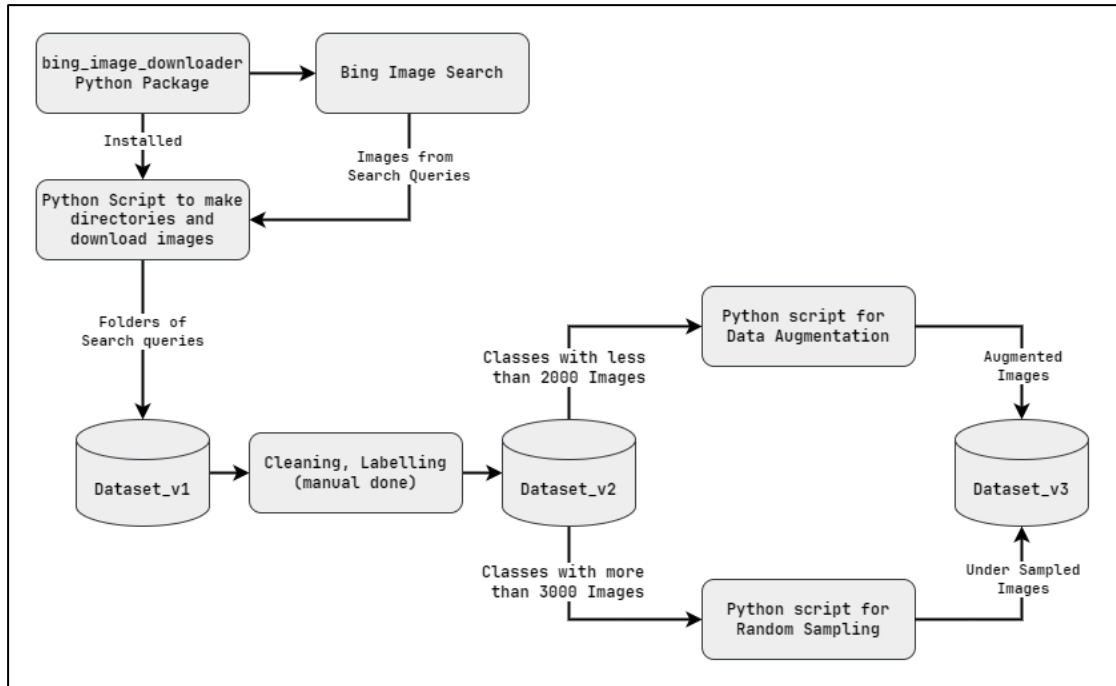 bing_image_downloader
Python Package
Bing Image Search
Installed
Images from
Search Queries
Python Script to make
directories and
download images
Folders of
Search queries
Python script for
Data Augmentation
Classes with less
than 2000 Images
Augmented
Images
Dataset_v1
Cleaning, Labelling
(manual done)
Dataset_v2
Dataset_v3
Classes with more
than 3000 Images
Under Sampled
Images
Python script for
Random Sampling